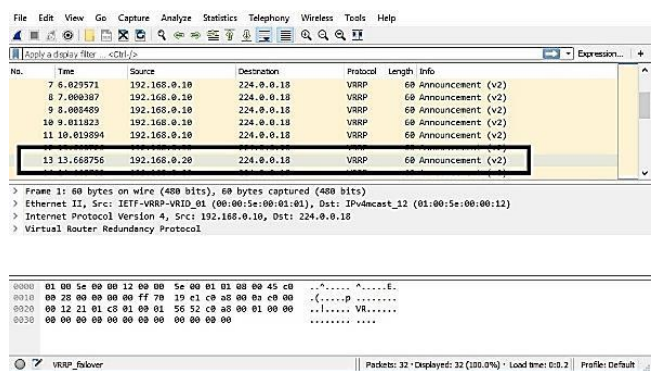 File Edit View Go Capture Analyze Statistics Telephony Wireless Tools Help
Apply a display filter ... <Ctrl-/> Expression... +
No. Time Source Destination Protocol Length Info
7 6.029571 192.168.0.10 224.0.0.18 VRRP 60 Announcement (v2)
8 7.000387 192.168.0.10 224.0.0.18 VRRP 60 Announcement (v2)
9 8.008489 192.168.0.10 224.0.0.18 VRRP 60 Announcement (v2)
10 9.011823 192.168.0.10 224.0.0.18 VRRP 60 Announcement (v2)
11 10.019894 192.168.0.10 224.0.0.18 VRRP 60 Announcement (v2)
13 13.668756 192.168.0.20 224.0.0.18 VRRP 60 Announcement (v2)
> Frame 1: 60 bytes on wire (480 bits), 60 bytes captured (480 bits)
> Ethernet II, Src: IETF-VRRP-VRID_01 (00:00:5e:00:01:01), Dst: IPv4mcast_12 (01:00:5e:00:00:12)
> Internet Protocol Version 4, Src: 192.168.0.10, Dst: 224.0.0.18
> Virtual Router Redundancy Protocol
0000 01 00 5e 00 00 12 00 00 5e 00 01 01 08 00 45 c0 ..^..... ^.....E.
0010 00 28 00 00 00 00 ff 70 19 e1 c0 a8 00 0a e0 00 .(.....p ........
0020 00 12 21 01 c8 01 00 01 56 52 c0 a8 00 01 00 00 ..!..... VR......
0030 00 00 00 00 00 00 00 00 00 00 00 00 ........ ....
VRRP_failover Packets: 32 · Displayed: 32 (100.0%) · Load time: 0:0.2 Profile: Default